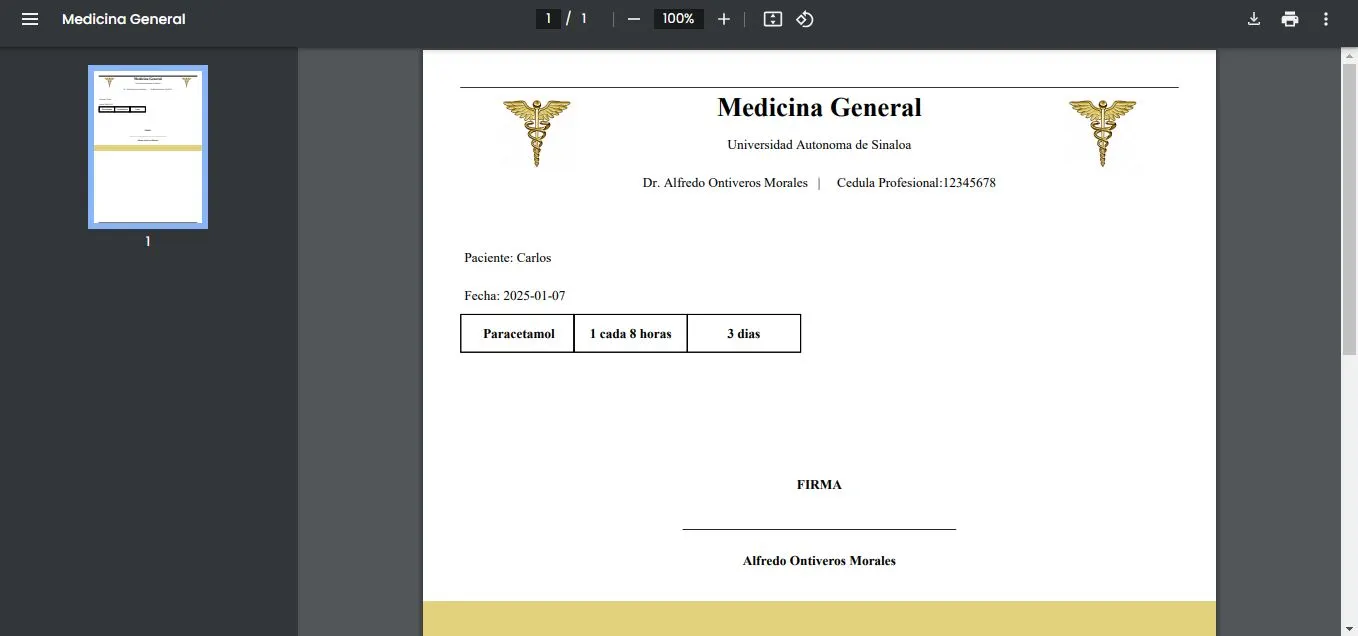 Medicina General
1 / 1
100%
1
Medicina General
Universidad Autonoma de Sinaloa
Dr. Alfredo Ontiveros Morales | Cedula Profesional:12345678
Paciente: Carlos
Fecha: 2025-01-07
Paracetamol 1 cada 8 horas 3 dias
FIRMA
Alfredo Ontiveros Morales